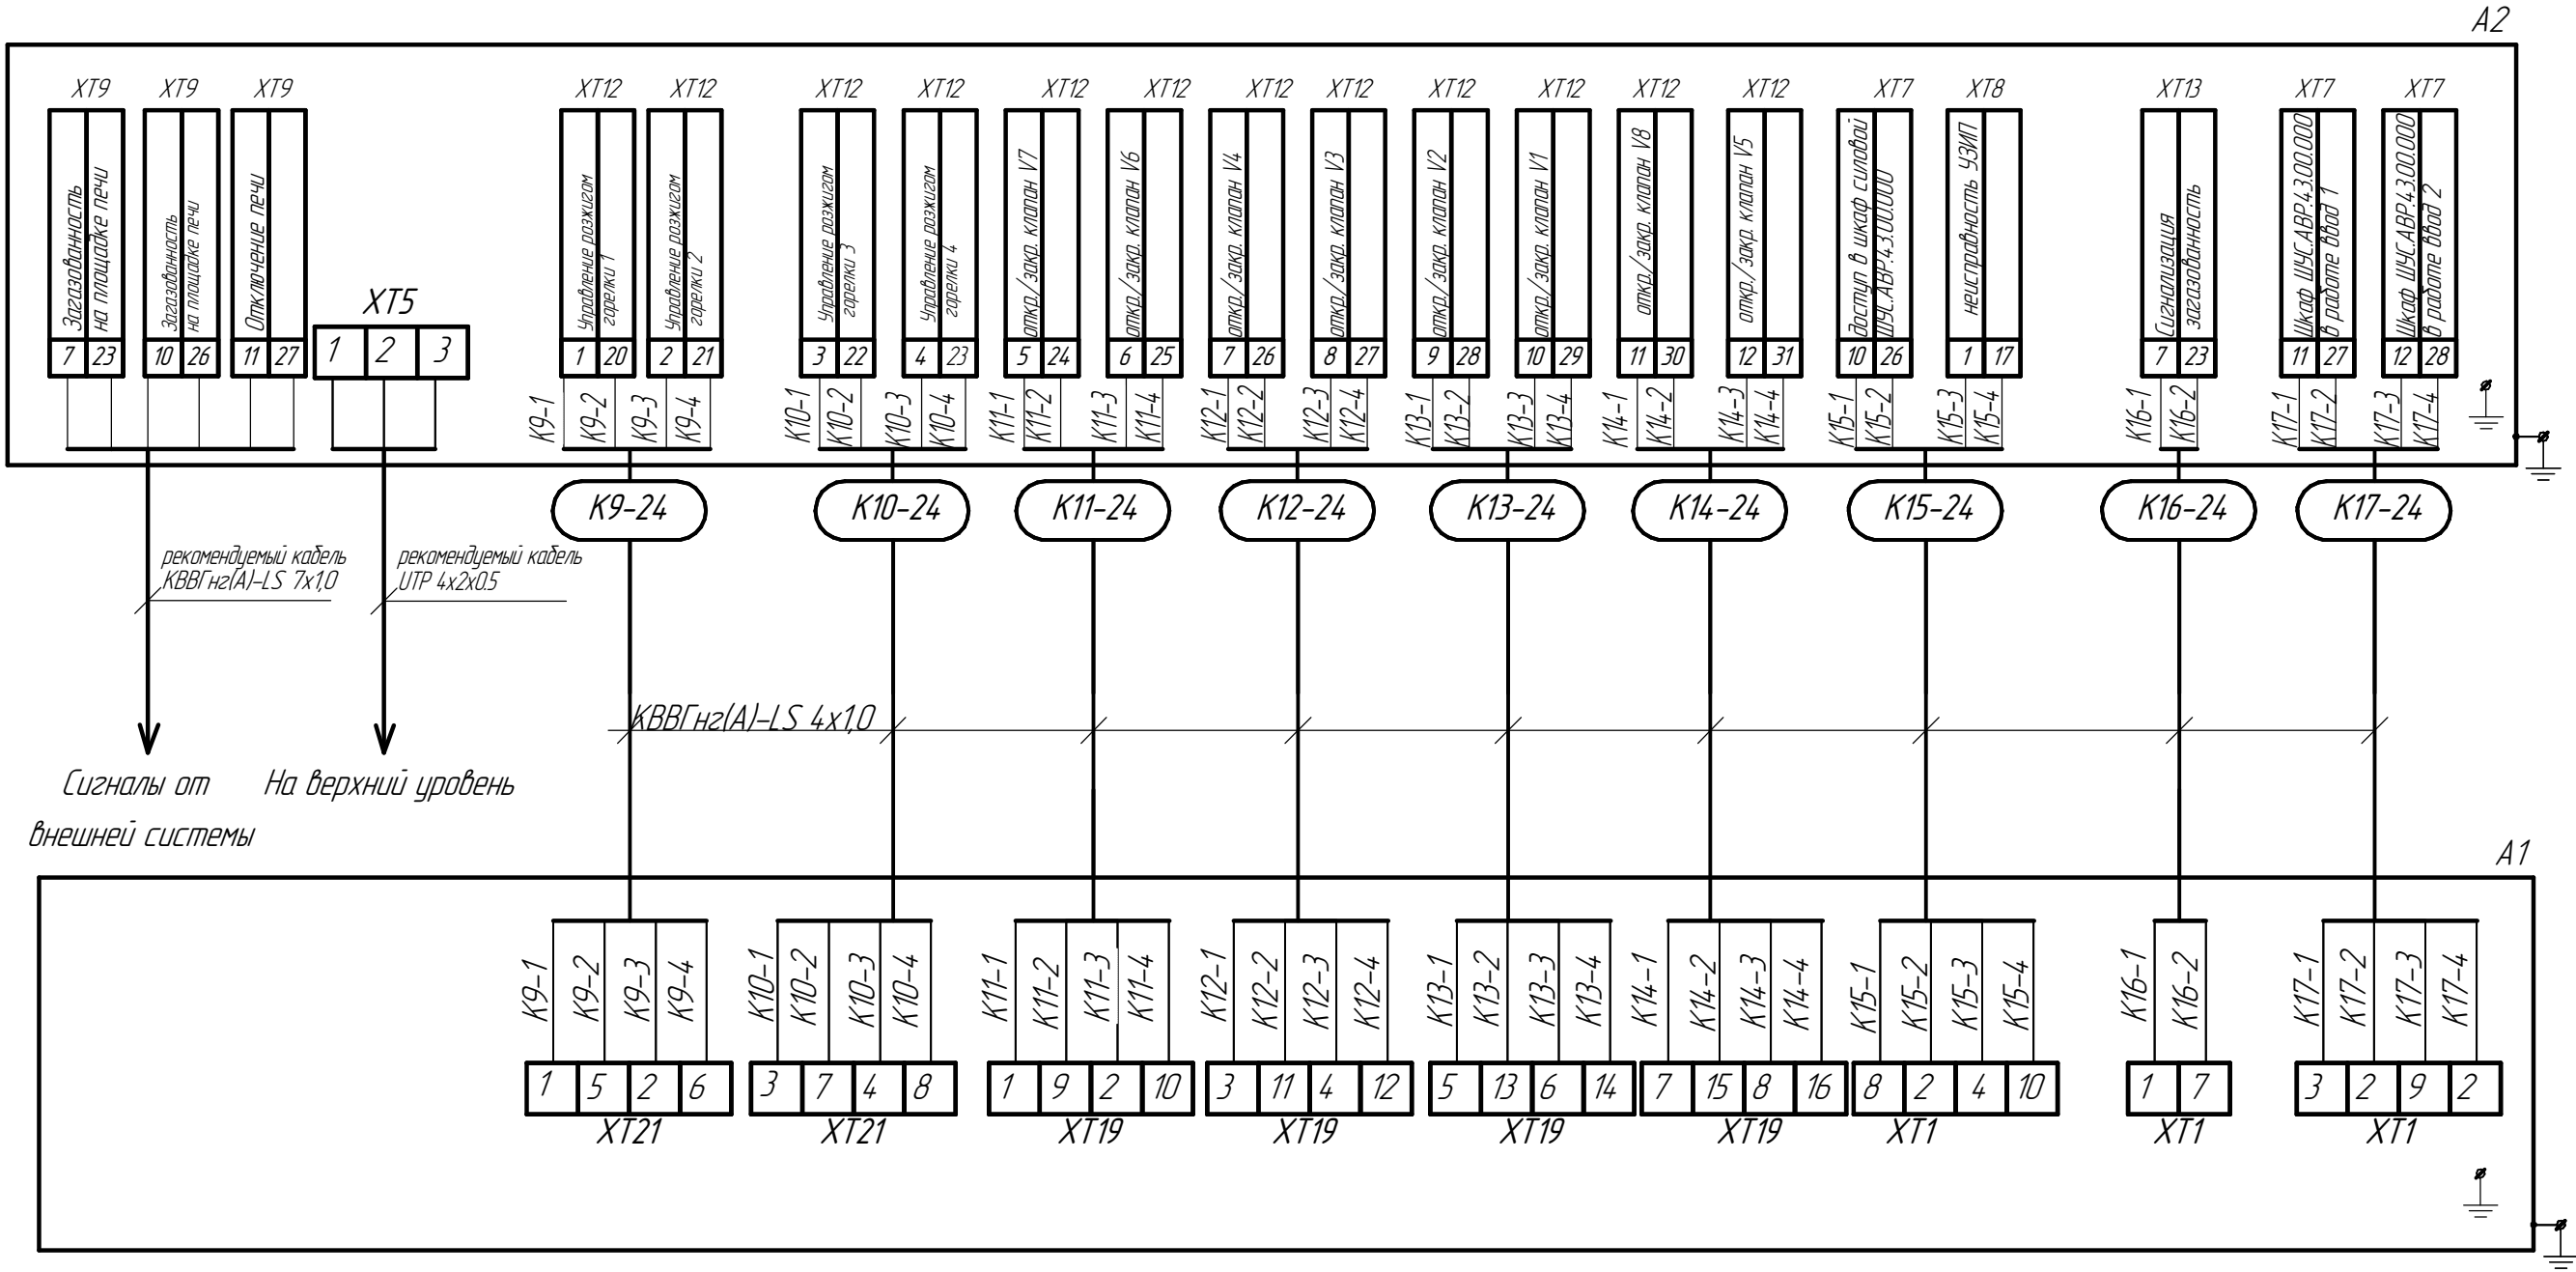 A2
XT9 XT9 XT9 XT12 XT12 XT12 XT12 XT12 XT12 XT12 XT12 XT12 XT12 XT12 XT12 XT7 XT8 XT13 XT7 XT7
Загазованность
на площадке печи
Загазованность
на площадке печи
Отключение печи
Управление розжигом
горелки 1
Управление розжигом
горелки 2
Управление розжигом
горелки 3
Управление розжигом
горелки 4
откр./закр. клапан V7
откр./закр. клапан V6
откр./закр. клапан V4
откр./закр. клапан V3
откр./закр. клапан V2
откр./закр. клапан V1
откр./закр. клапан V8
откр./закр. клапан V5
Доступ в шкаф силовой
ШУС.АВР.43.00.000
неисправность УЗИП
Сигнализация
загазованность
Шкаф ШУС.АВР.43.00.000
в работе ввод 1
Шкаф ШУС.АВР.43.00.000
в работе ввод 2
XT5
1 2 3
7 23 10 26 11 27 1 20 2 21 3 22 4 23 5 24 6 25 7 26 8 27 9 28 10 29 11 30 12 31 10 26 1 17 7 23 11 27 12 28
K9-1 K9-2 K9-3 K9-4 K10-1 K10-2 K10-3 K10-4 K11-1 K11-2 K11-3 K11-4 K12-1 K12-2 K12-3 K12-4 K13-1 K13-2 K13-3 K13-4 K14-1 K14-2 K14-3 K14-4 K15-1 K15-2 K15-3 K15-4 K16-1 K16-2 K17-1 K17-2 K17-3 K17-4
K9-24 K10-24 K11-24 K12-24 K13-24 K14-24 K15-24 K16-24 K17-24
рекомендуемый кабель
КВВГнг(А)-LS 7х1,0
рекомендуемый кабель
UTP 4x2x0.5
КВВГнг(А)-LS 4х1,0
Сигналы от
внешней системы
На верхний уровень
A1
K9-1 K9-2 K9-3 K9-4 K10-1 K10-2 K10-3 K10-4 K11-1 K11-2 K11-3 K11-4 K12-1 K12-2 K12-3 K12-4 K13-1 K13-2 K13-3 K13-4 K14-1 K14-2 K14-3 K14-4 K15-1 K15-2 K15-3 K15-4 K16-1 K16-2 K17-1 K17-2 K17-3 K17-4
1 5 2 6 3 7 4 8 1 9 2 10 3 11 4 12 5 13 6 14 7 15 8 16 8 2 4 10 1 7 3 2 9 2
XT21 XT21 XT19 XT19 XT19 XT19 XT1 XT1 XT1